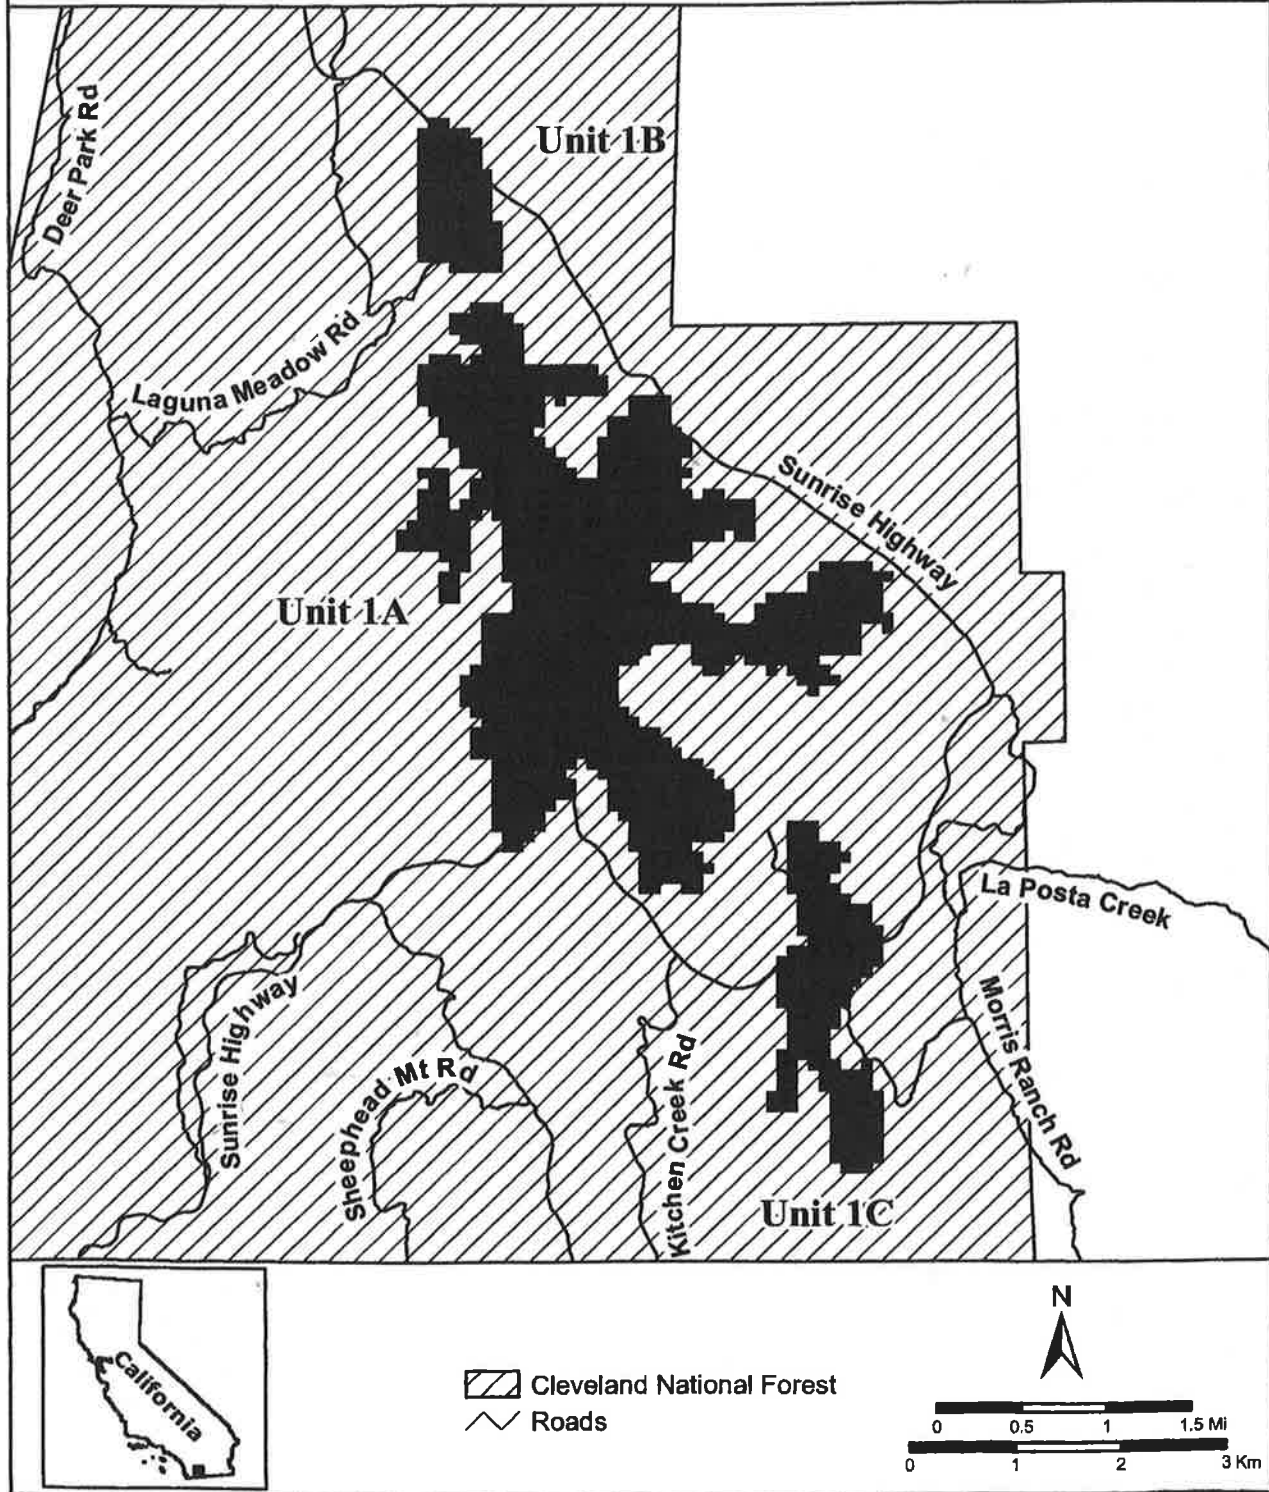 Unit 1B
Deer Park Rd
Laguna Meadow Rd
Sunrise Highway
Unit 1A
La Posta Creek
Sunrise Highway
Morris Ranch Rd
Sheephead Mt Rd
Kitchen Creek Rd
Unit 1C
California
Cleveland National Forest
Roads
N
0 0.5 1 1.5 Mi
0 1 2 3 Km